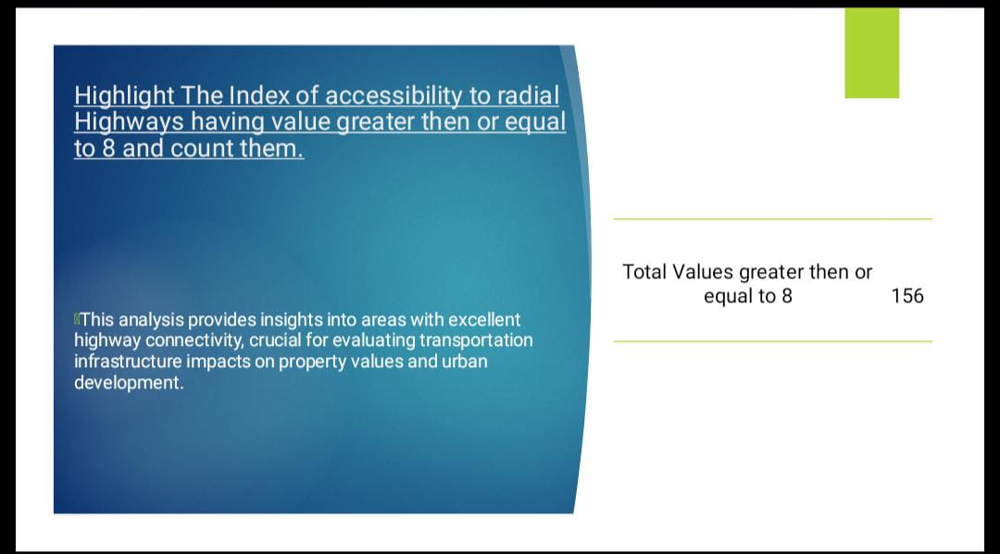 Highlight The Index of accessibility to radial
Highways having value greater then or equal
to 8 and count them.
This analysis provides insights into areas with excellent
highway connectivity, crucial for evaluating transportation
infrastructure impacts on property values and urban
development.
Total Values greater then or
equal to 8 156